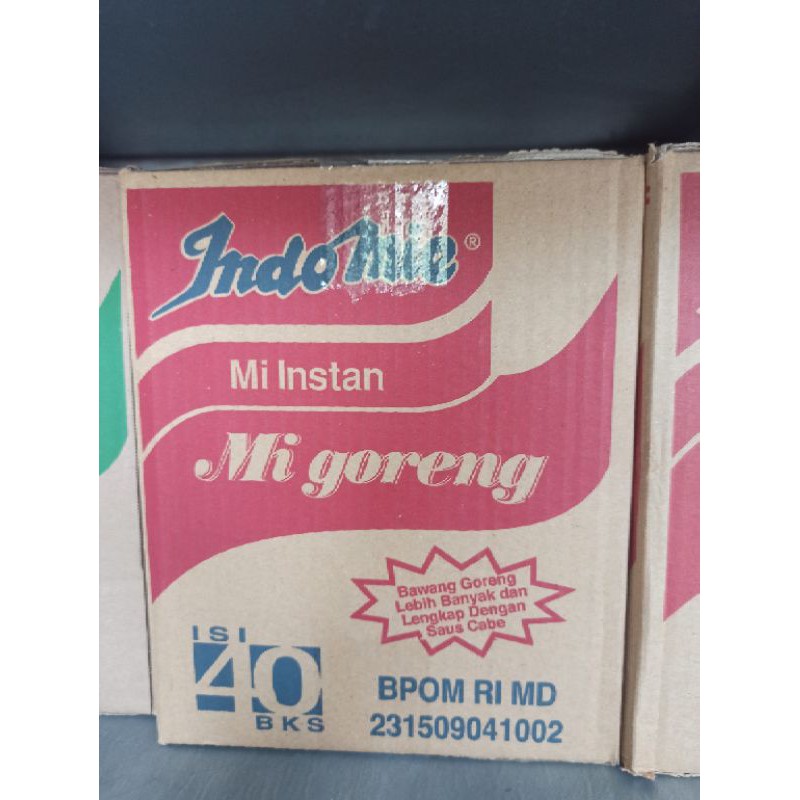 Indomie®
Mi Instan
Mi goreng
Bawang Goreng
Lebih Banyak dan
Lengkap Dengan
Saus Cabe
ISI
40
BKS
BPOM RI MD
231509041002